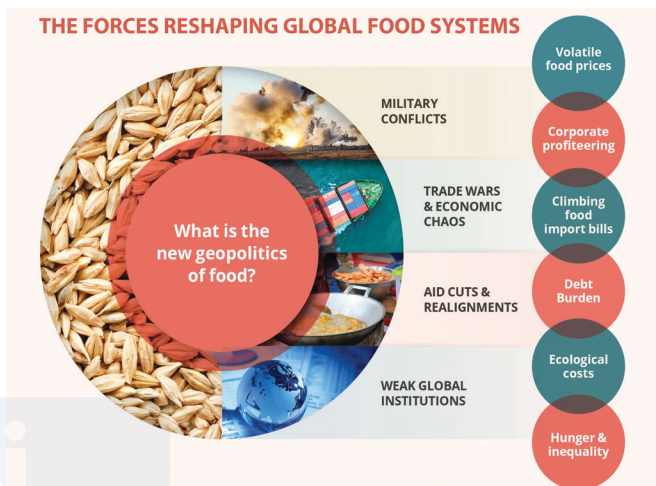 THE FORCES RESHAPING GLOBAL FOOD SYSTEMS
What is the
new geopolitics
of food?
MILITARY
CONFLICTS
TRADE WARS
& ECONOMIC
CHAOS
AID CUTS &
REALIGNMENTS
WEAK GLOBAL
INSTITUTIONS
Volatile
food prices
Corporate
profiteering
Climbing
food
import bills
Debt
Burden
Ecological
costs
Hunger &
inequality